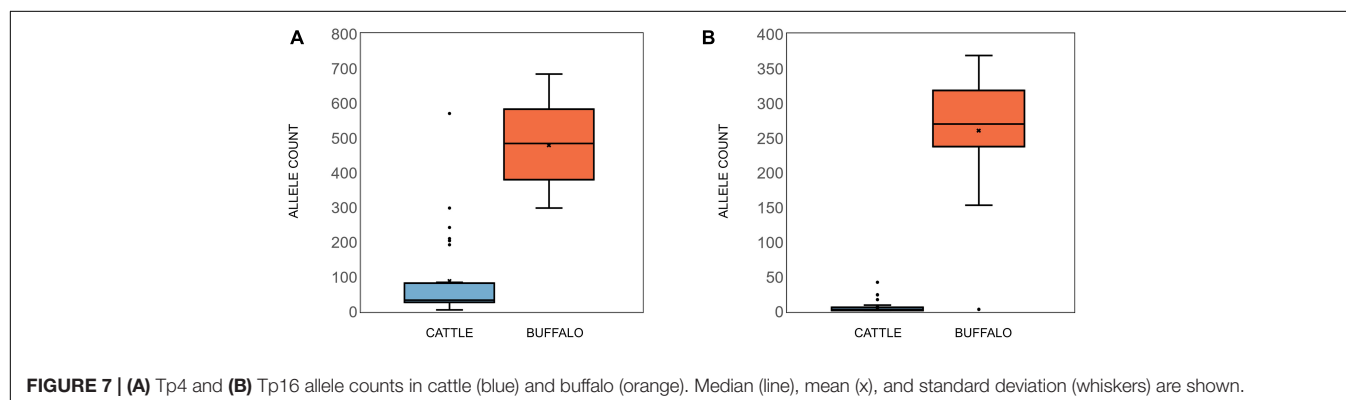 A
ALLELE COUNT
800
700
600
500
400
300
200
100
0
CATTLE BUFFALO
B
ALLELE COUNT
400
350
300
250
200
150
100
50
0
CATTLE BUFFALO
FIGURE 7 | (A) Tp4 and (B) Tp16 allele counts in cattle (blue) and buffalo (orange). Median (line), mean (x), and standard deviation (whiskers) are shown.